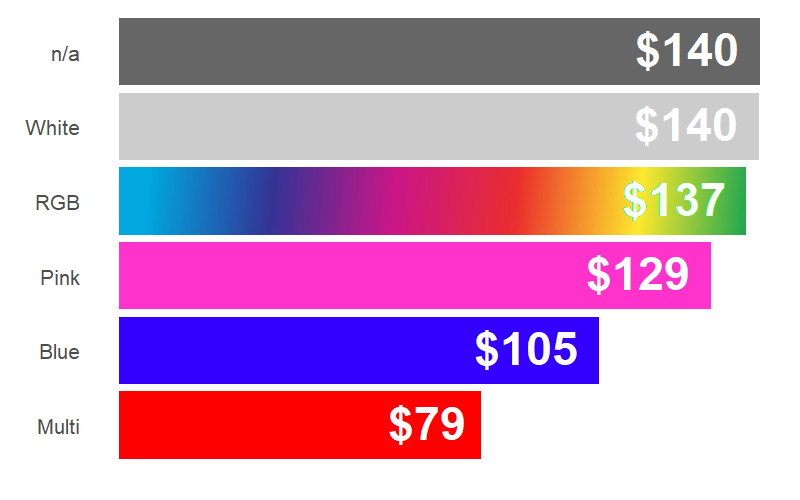 n/a $140
White $140
RGB $137
Pink $129
Blue $105
Multi $79